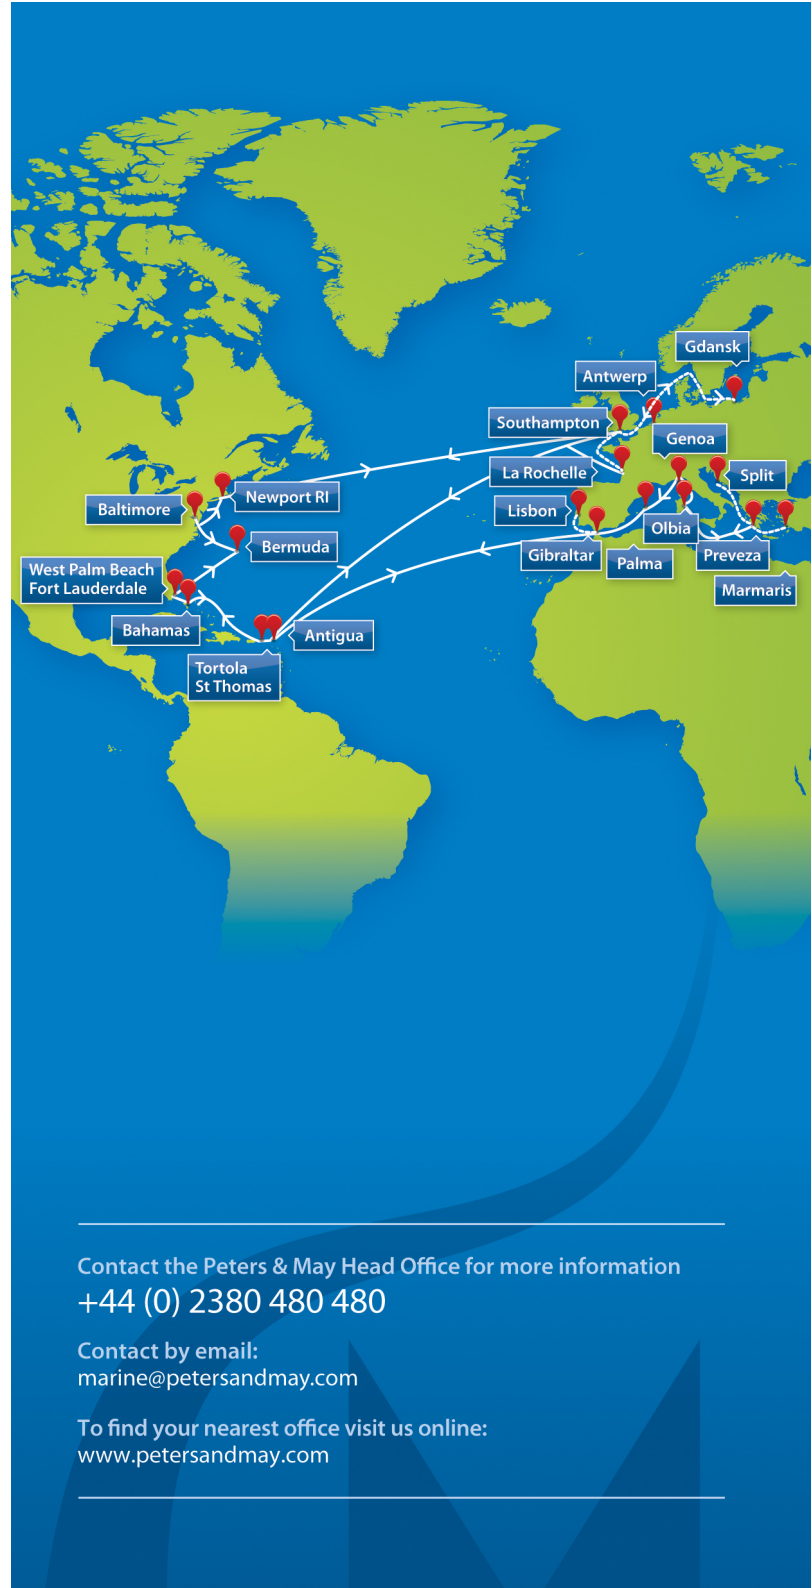 Gdansk
Antwerp
Southampton
Genoa
La Rochelle
Split
Newport RI
Baltimore
Lisbon
Olbia
Bermuda
Gibraltar
Palma
Preveza
West Palm Beach
Fort Lauderdale
Marmaris
Bahamas
Antigua
Tortola
St Thomas
Contact the Peters & May Head Office for more information
+44 (0) 2380 480 480
Contact by email:
marine@petersandmay.com
To find your nearest office visit us online:
www.petersandmay.com